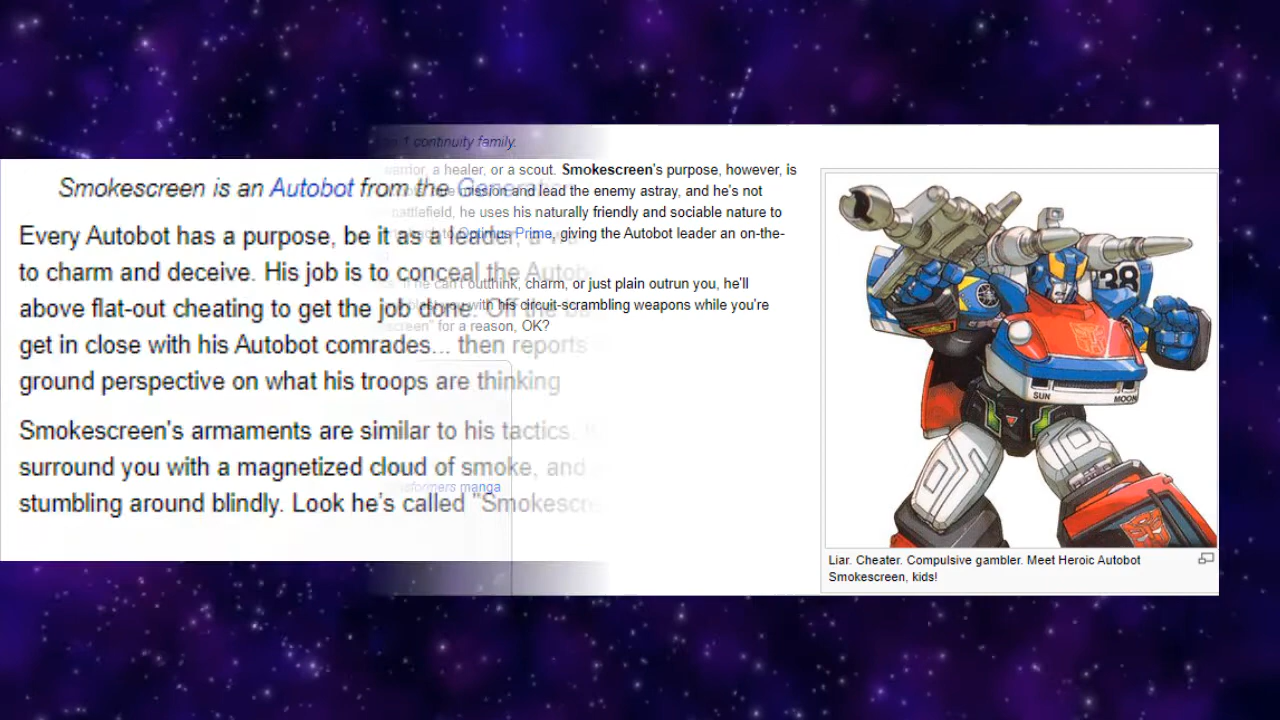 Smokescreen is an Autobot from the
Every Autobot has a purpose, be it as a leader,
to charm and deceive. His job is to conceal the
above flat-out cheating to get the job done. Off the
get in close with his Autobot comrades... then reports
ground perspective on what his troops are thinking
Smokescreen's armaments are similar to his tactics.
surround you with a magnetized cloud of smoke, and
stumbling around blindly. Look he's called "Smokescre
1 continuity family.
warrior, a healer, or a scout. Smokescreen's purpose, however, is
mission and lead the enemy astray, and he's not
battlefield, he uses his naturally friendly and sociable nature to
Optimus Prime, giving the Autobot leader an on-the-
If he can't outthink, charm, or just plain outrun you, he'll
with his circuit-scrambling weapons while you're
screen" for a reason, OK?
manga
38
SUN
MOON
Liar. Cheater. Compulsive gambler. Meet Heroic Autobot
Smokescreen, kids!